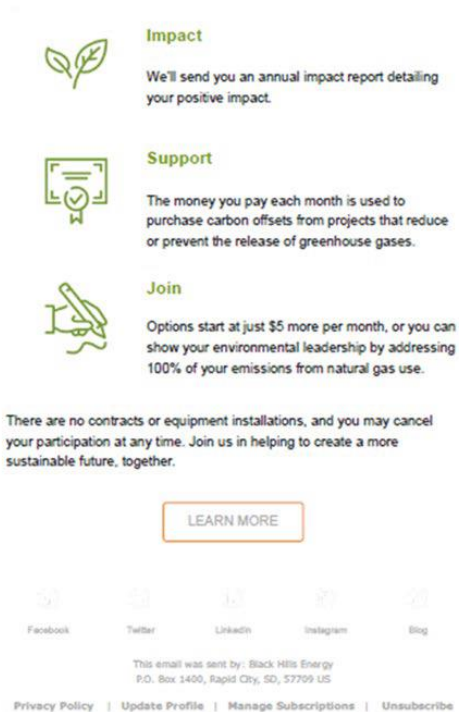 Impact
We'll send you an annual impact report detailing
your positive impact.
Support
The money you pay each month is used to
purchase carbon offsets from projects that reduce
or prevent the release of greenhouse gases.
Join
Options start at just $5 more per month, or you can
show your environmental leadership by addressing
100% of your emissions from natural gas use.
There are no contracts or equipment installations, and you may cancel
your participation at any time. Join us in helping to create a more
sustainable future, together.
LEARN MORE
Facebook Twitter LinkedIn Instagram Blog
This email was sent by: Black Hills Energy
P.O. Box 1400, Rapid City, SD, 57709 US
Privacy Policy | Update Profile | Manage Subscriptions | Unsubscribe